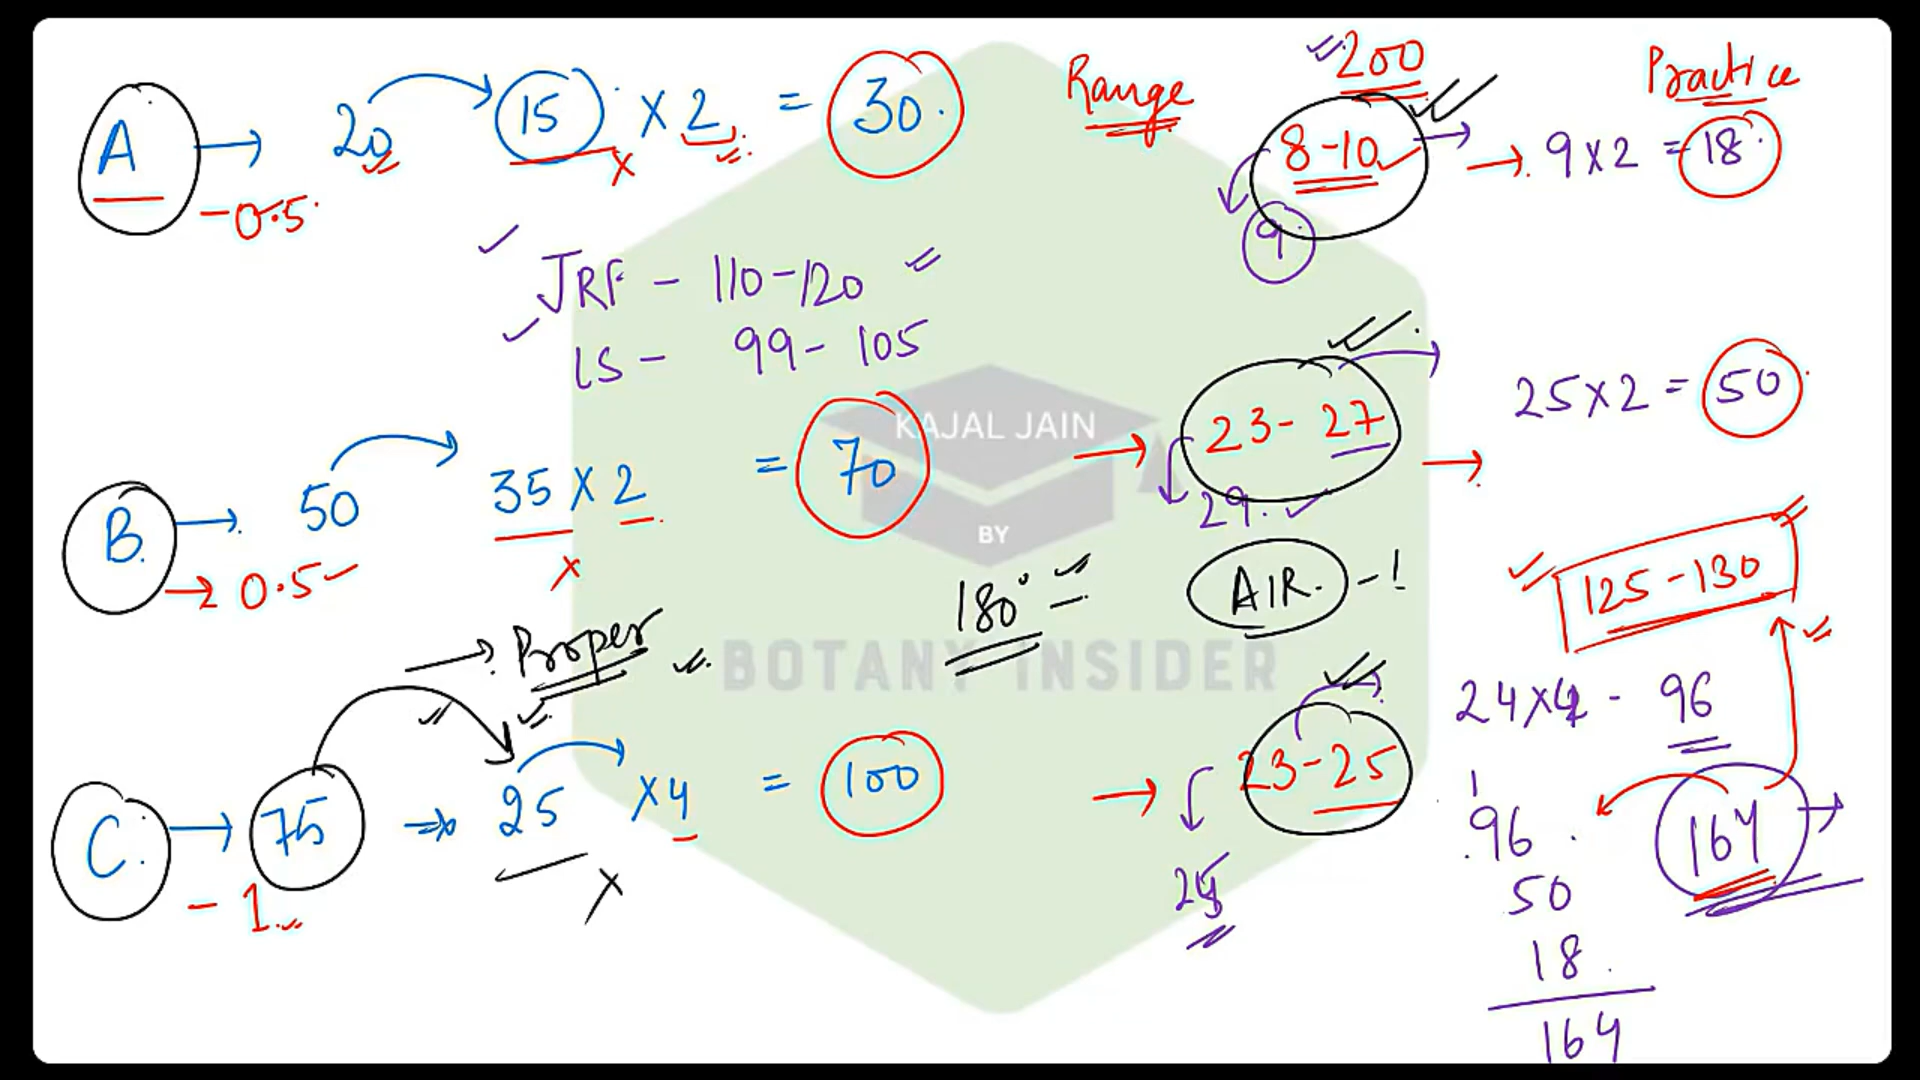 A → 20 15 × 2 = 30
-0.5
Range
200
8-10 → 9×2 = 18
Practice
9
JRF - 110-120
LS - 99-105
B. → 50 35 × 2 = 70 → 23-27 → 25×2 = 50
→ 0.5
29.
KAJAL JAIN
BY
BOTANY INSIDER
180°
AIR. -1
125-130
→ Proper
C → 75 ⇒ 25 ×4 = 100 → 23-25
- 1
24×4 - 96
1
96
50
18
164
164